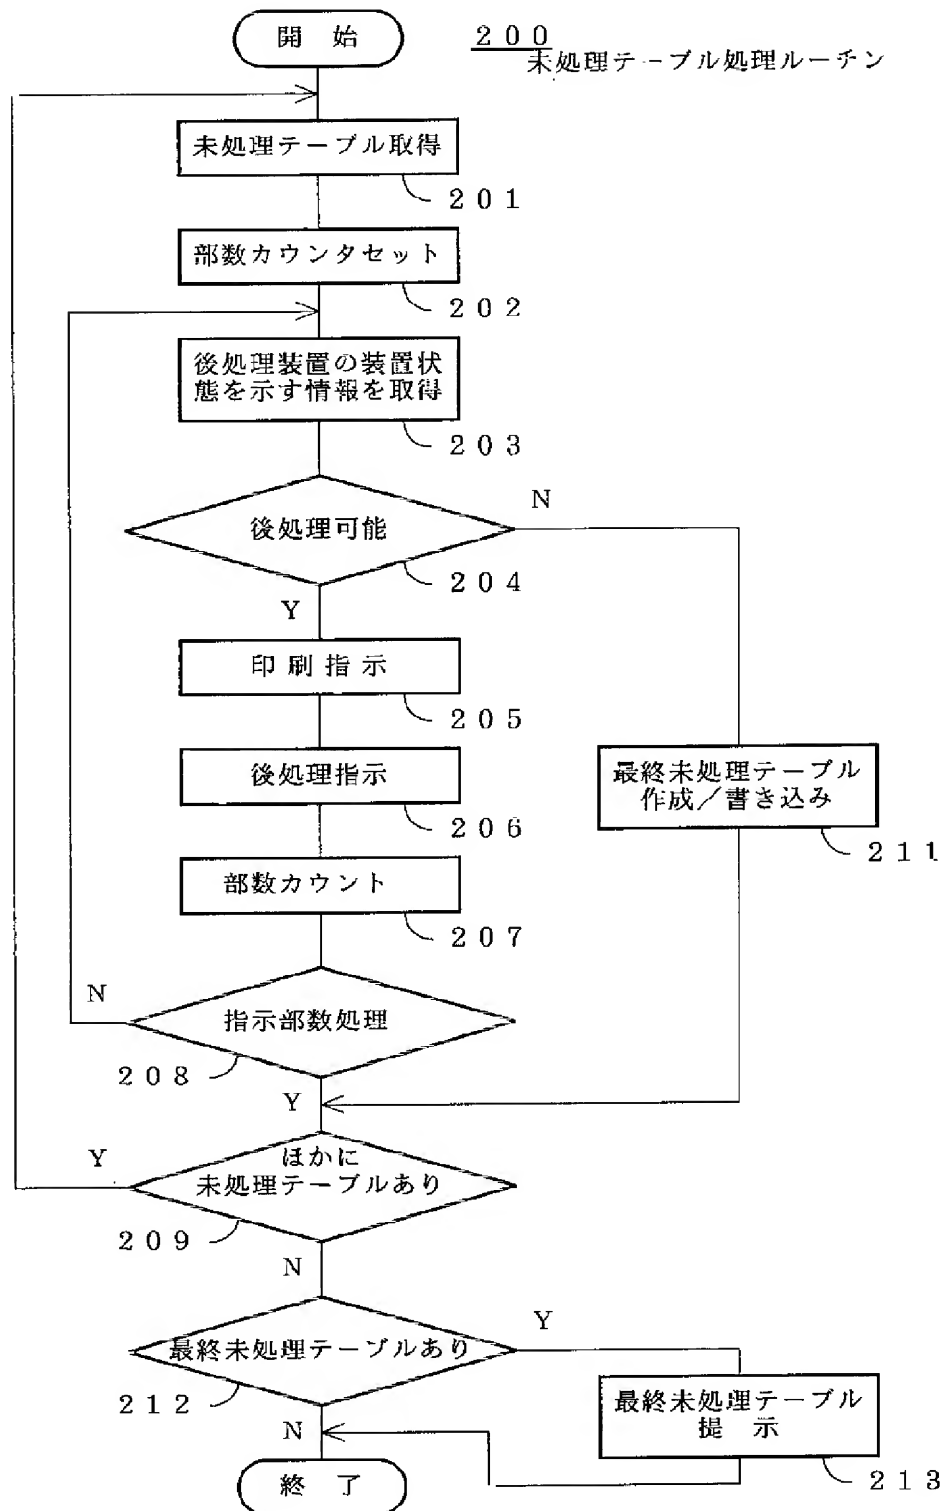 開 始
200
未処理テーブル処理ルーチン
未処理テーブル取得
201
部数カウンタセット
202
後処理装置の装置状
態を示す情報を取得
203
後処理可能
N
204
Y
印刷指示
205
後処理指示
206
最終未処理テーブル
作成／書き込み
211
部数カウント
207
N
指示部数処理
208
Y
Y
ほかに
未処理テーブルあり
209
N
最終未処理テーブルあり
Y
212
N
最終未処理テーブル
提 示
213
終 了